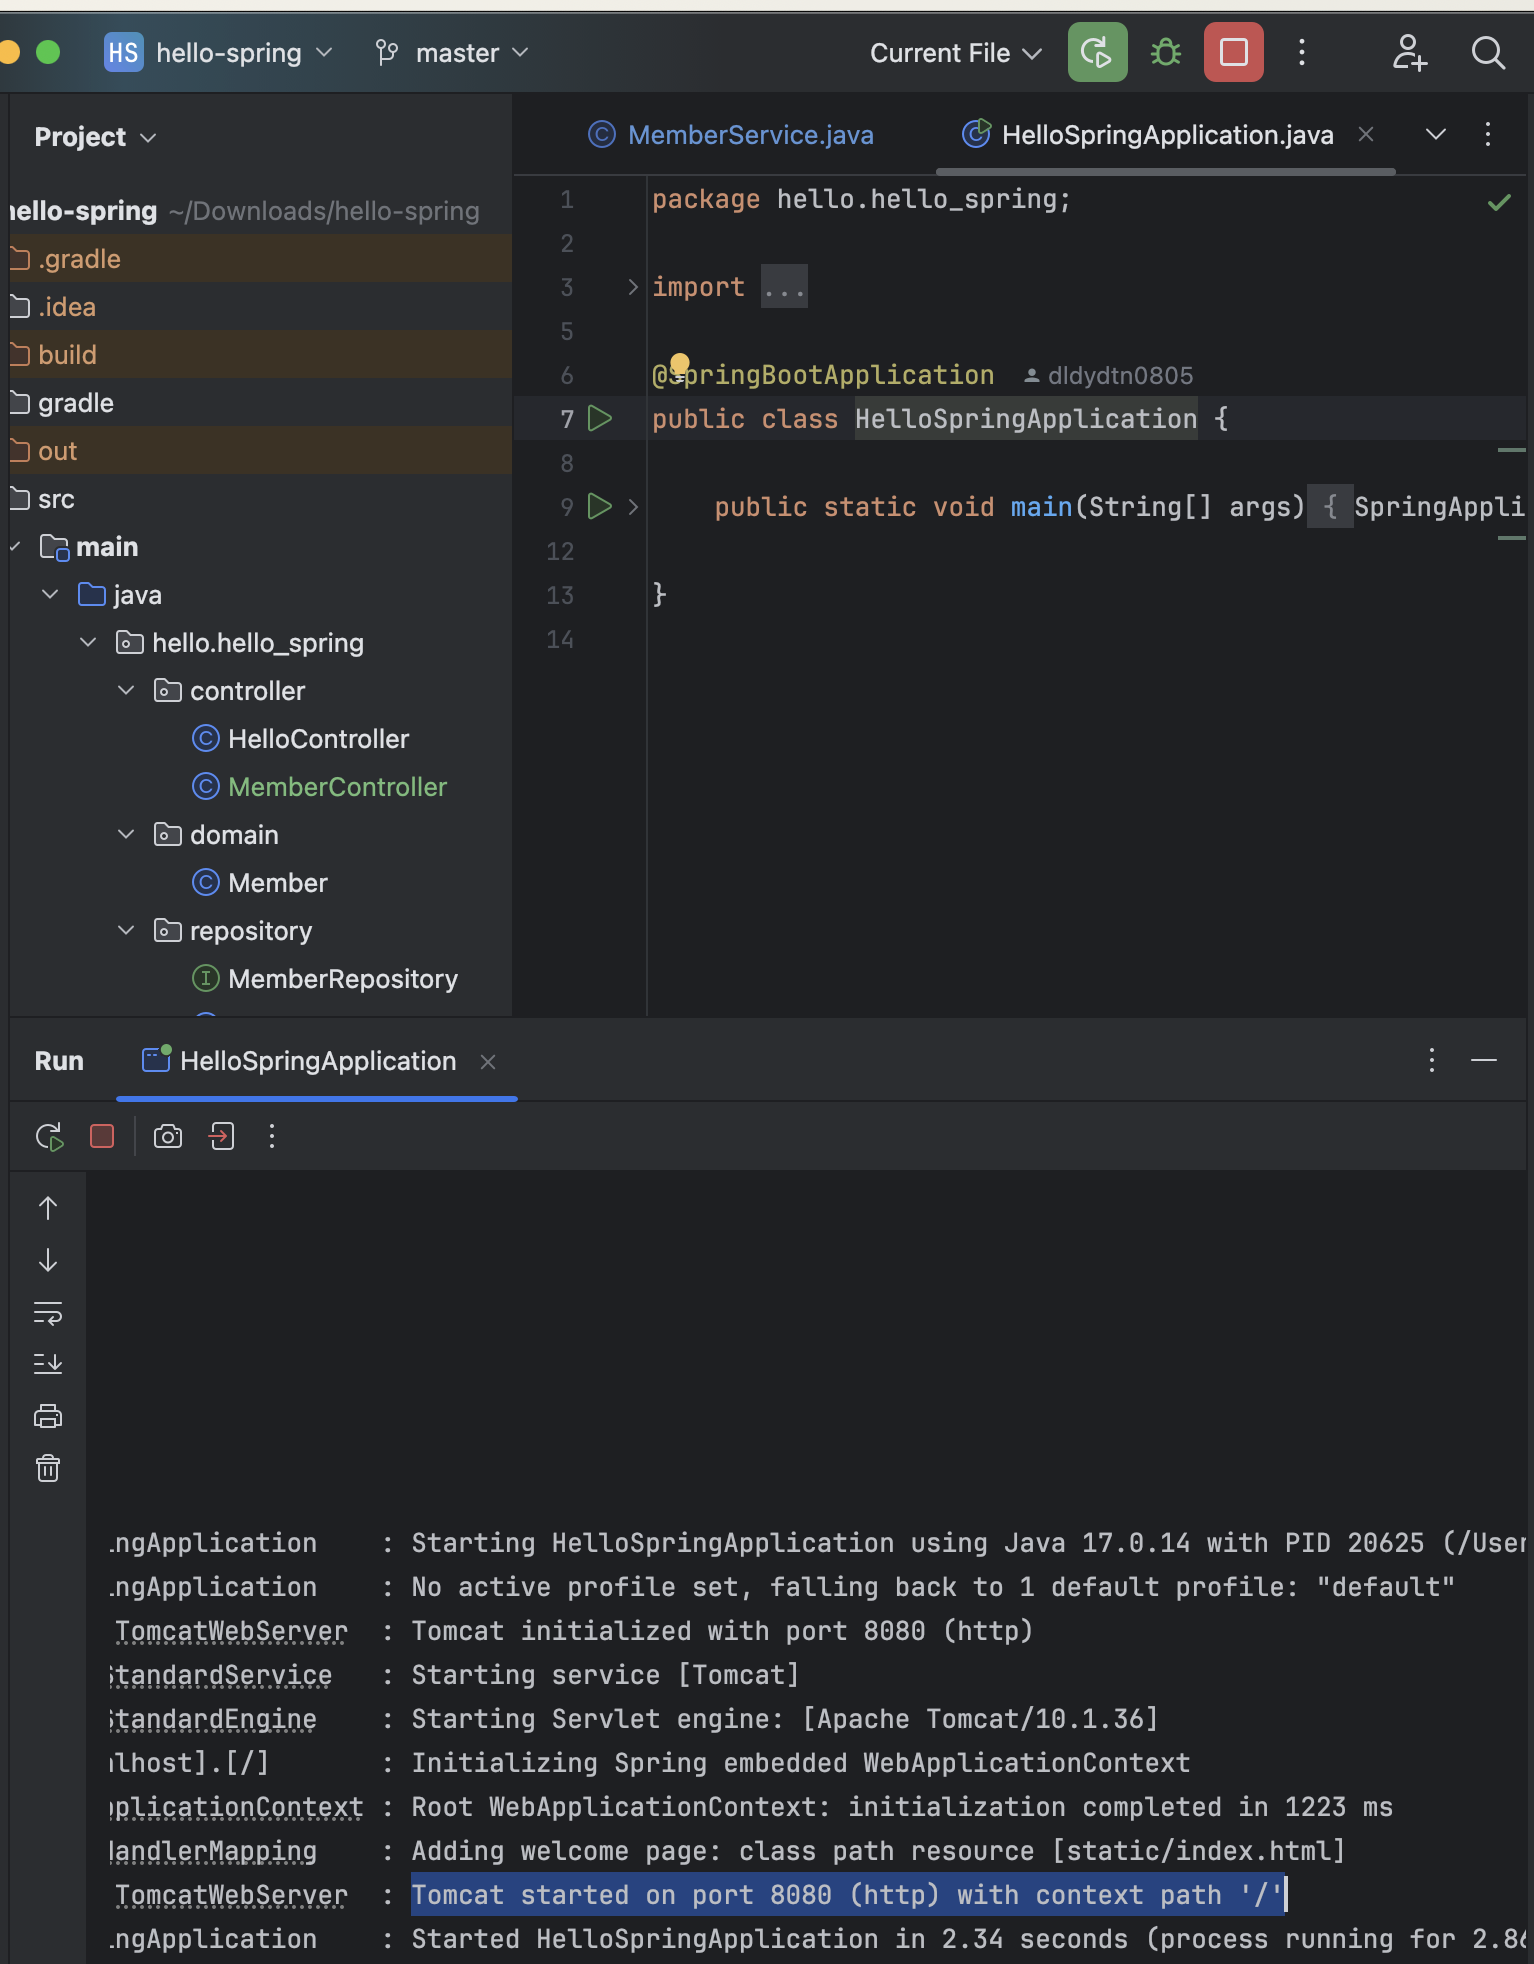 HS hello-spring master Current File
Project
MemberService.java HelloSpringApplication.java
hello-spring ~/Downloads/hello-spring
.gradle
.idea
build
gradle
out
src
main
java
hello.hello_spring
controller
HelloController
MemberController
domain
Member
repository
MemberRepository
1 package hello.hello_spring;
2
3 import ...
5
6 @SpringBootApplication dldydtn0805
7 public class HelloSpringApplication {
8
9 public static void main(String[] args) { SpringAppli
12
13 }
14
Run HelloSpringApplication
ngApplication : Starting HelloSpringApplication using Java 17.0.14 with PID 20625 (/User
ngApplication : No active profile set, falling back to 1 default profile: "default"
TomcatWebServer : Tomcat initialized with port 8080 (http)
StandardService : Starting service [Tomcat]
StandardEngine : Starting Servlet engine: [Apache Tomcat/10.1.36]
alhost].[/] : Initializing Spring embedded WebApplicationContext
pplicationContext : Root WebApplicationContext: initialization completed in 1223 ms
HandlerMapping : Adding welcome page: class path resource [static/index.html]
TomcatWebServer : Tomcat started on port 8080 (http) with context path '/'
ngApplication : Started HelloSpringApplication in 2.34 seconds (process running for 2.86